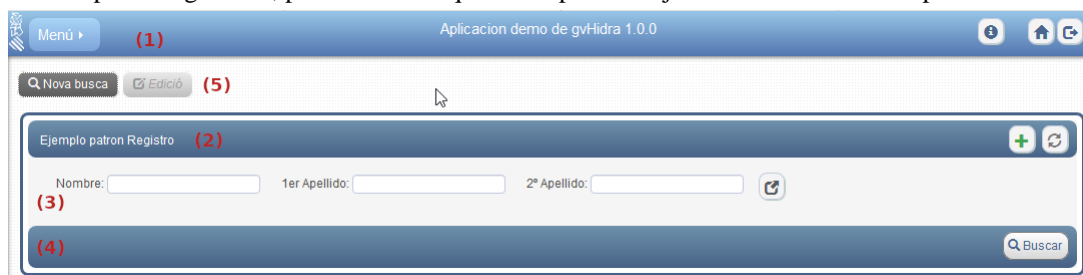 Menú
(1)
Aplicacion demo de gvHidra 1.0.0
Nova busca
Edició
(5)
Ejemplo patron Registro
(2)
Nombre:
1er Apellido:
2º Apellido:
(3)
(4)
Buscar